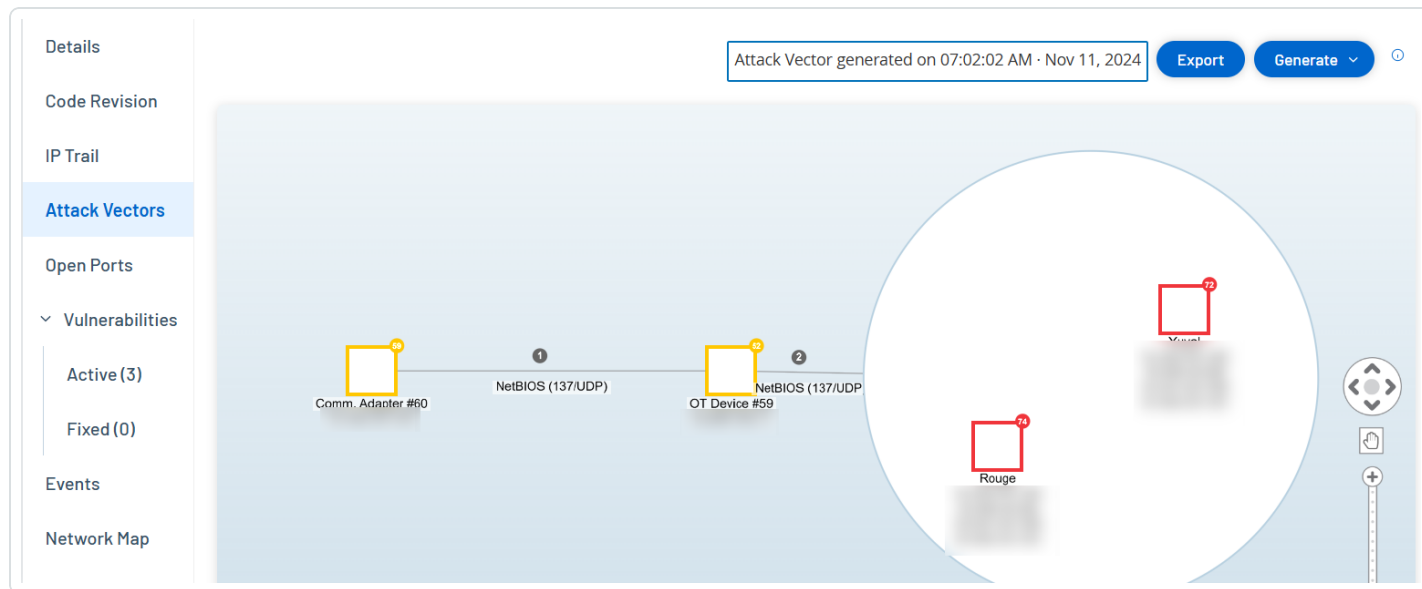 Details
Code Revision
IP Trail
Attack Vectors
Open Ports
Vulnerabilities
Active (3)
Fixed (0)
Events
Network Map
Attack Vector generated on 07:02:02 AM · Nov 11, 2024
Export
Generate
59
Comm. Adapter #60
1
NetBIOS (137/UDP)
52
OT Device #59
2
NetBIOS (137/UDP
72
Yuval
74
Rouge